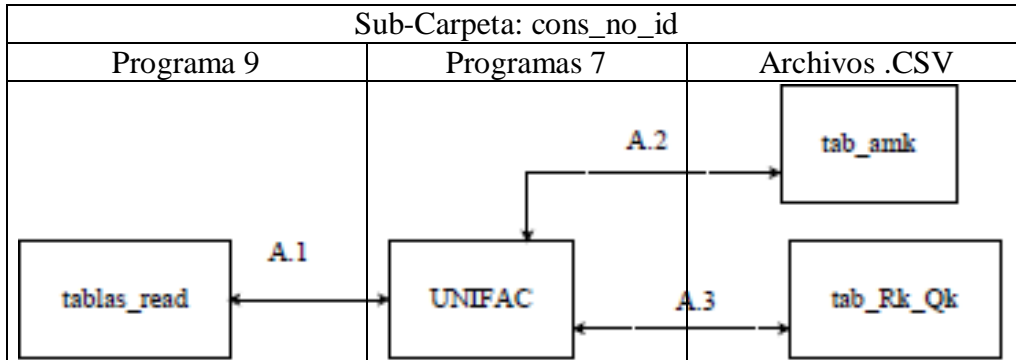 Sub-Carpeta: cons_no_id
Programa 9 Programas 7 Archivos .CSV
A.2
tab_amk
A.1
tablas_read
UNIFAC
A.3
tab_Rk_Qk